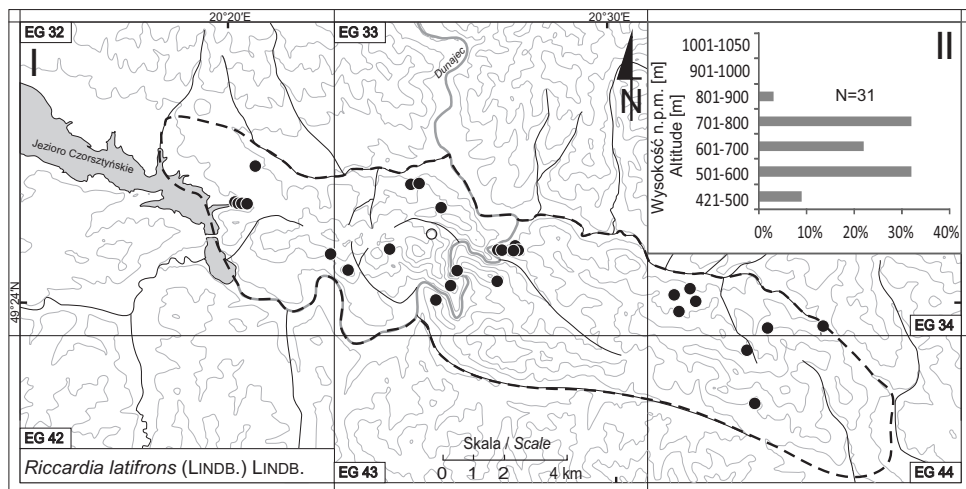 20°20'E
20°30'E
EG 32
EG 33
I
II
Dunajec
N
Jezioro Czorsztyńskie
49°24'N
Wysokość n.p.m. [m]
Altitude [m]
1001-1050
901-1000
801-900
701-800
601-700
501-600
421-500
N=31
0% 10% 20% 30% 40%
EG 34
EG 42
EG 43
EG 44
Skala / Scale
0 1 2 4 km
Riccardia latifrons (LINDB.) LINDB.